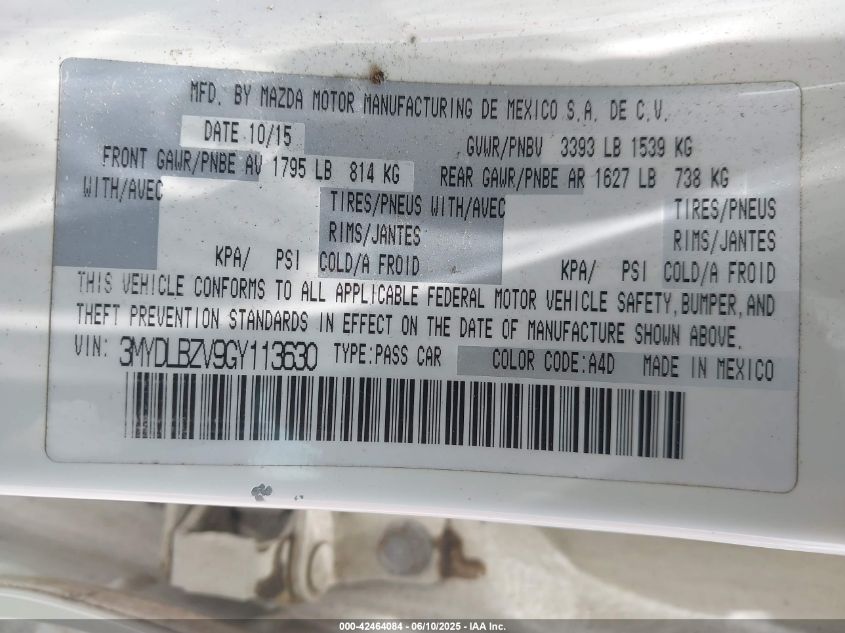 MFD. BY MAZDA MOTOR MANUFACTURING DE MEXICO S.A. DE C.V.
DATE 10/15 GVWR/PNBV 3393 LB 1539 KG
FRONT GAWR/PNBE AV 1795 LB 814 KG REAR GAWR/PNBE AR 1627 LB 738 KG
WITH/AVEC TIRES/PNEUS WITH/AVEC TIRES/PNEUS
RIMS/JANTES RIMS/JANTES
KPA/ PSI COLD/A FROID KPA/ PSI COLD/A FROID
THIS VEHICLE CONFORMS TO ALL APPLICABLE FEDERAL MOTOR VEHICLE SAFETY, BUMPER, AND
THEFT PREVENTION STANDARDS IN EFFECT ON THE DATE OF MANUFACTURE SHOWN ABOVE.
VIN: 3MYDLBZV9GY113630 TYPE:PASS CAR COLOR CODE:A4D MADE IN MEXICO
000-42464084 - 06/10/2025 - IAA Inc.